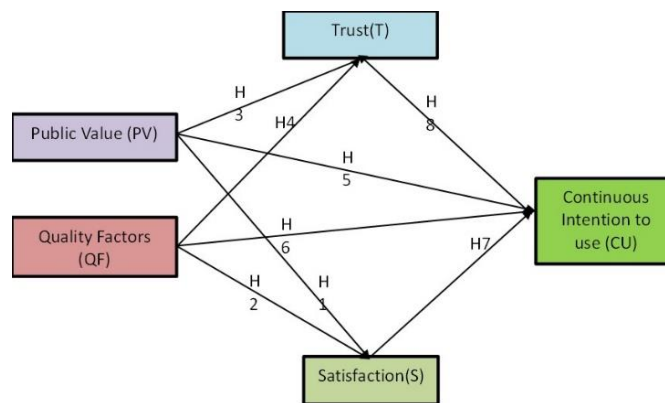 Trust(T)
H
3
H4
H
8
Public Value (PV)
H
5
Continuous
Intention to
use (CU)
Quality Factors
(QF)
H
6
H7
H
2
H
1
Satisfaction(S)